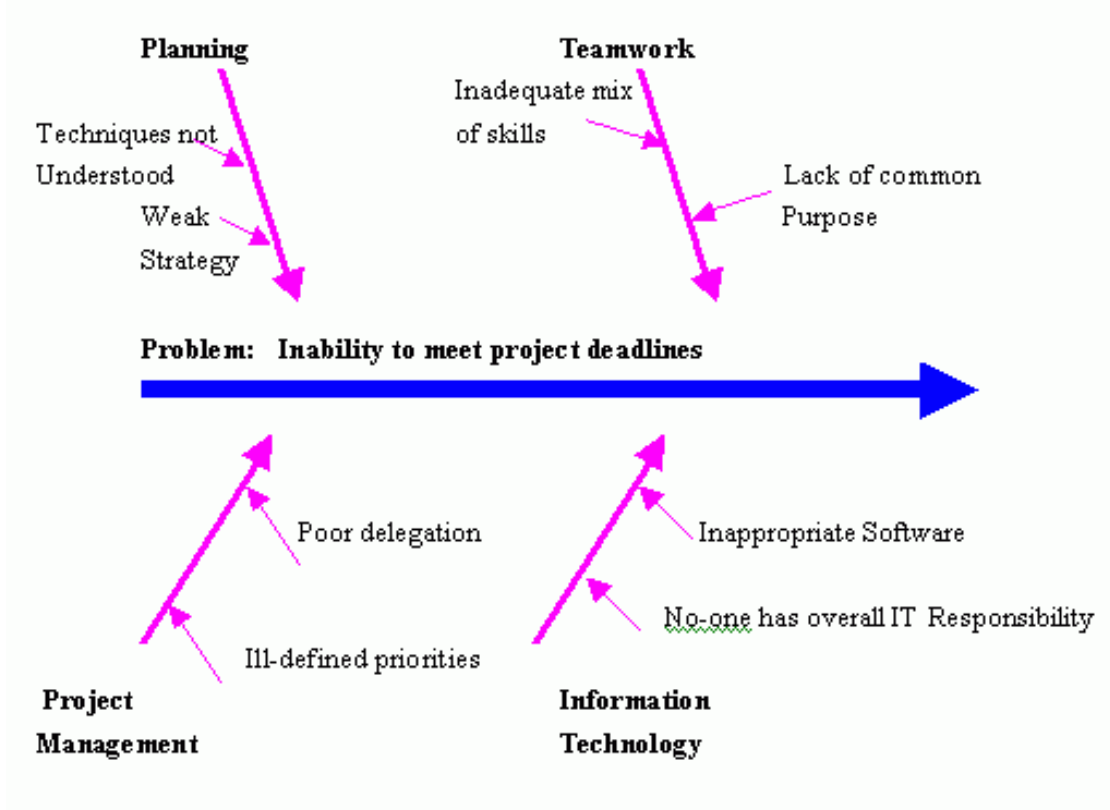 Planning
Teamwork
Techniques not
Understood
Weak
Strategy
Inadequate mix
of skills
Lack of common
Purpose
Problem: Inability to meet project deadlines
Poor delegation
Ill-defined priorities
Inappropriate Software
No-one has overall IT Responsibility
Project
Management
Information
Technology